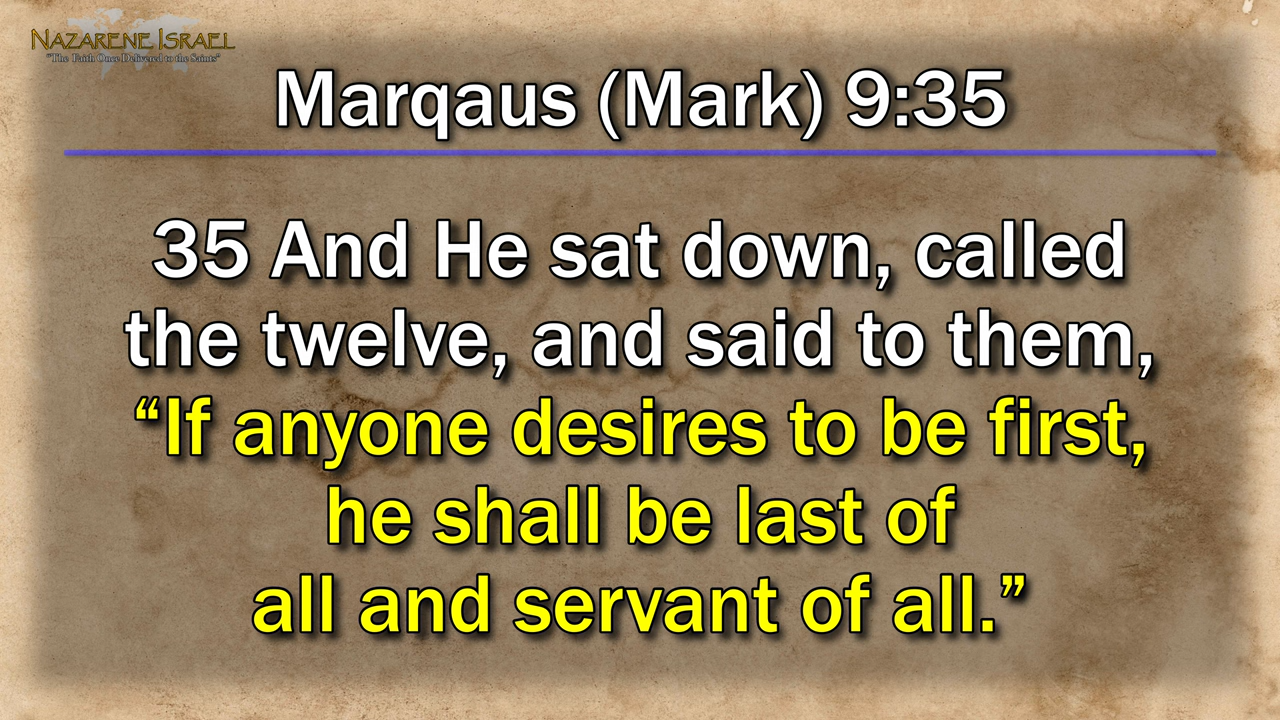 NAZARENE ISRAEL
"The Faith Once Delivered to the Saints"
Marqaus (Mark) 9:35
35 And He sat down, called
the twelve, and said to them,
“If anyone desires to be first,
he shall be last of
all and servant of all.”